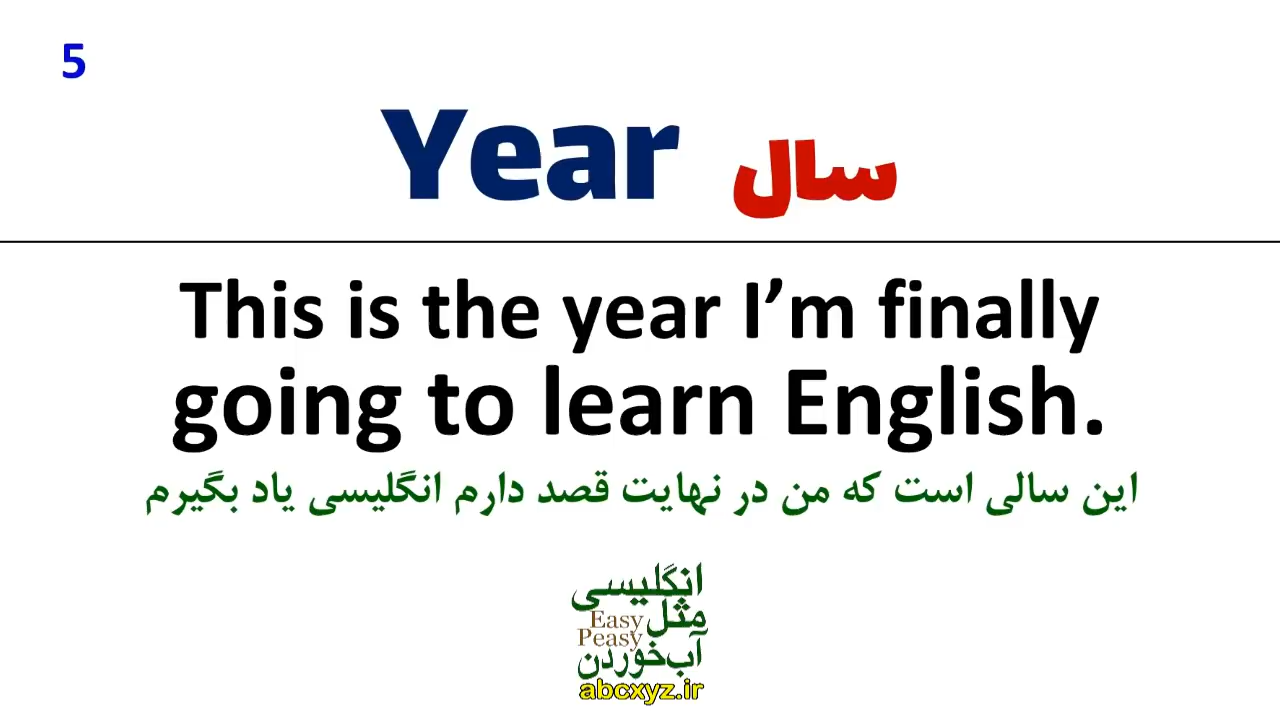 5
Year سال
This is the year I’m finally
going to learn English.
این سالی است که من در نهایت قصد دارم انگلیسی یاد بگیرم
انگلیسی
مثل
Easy
Peasy
آب‌خوردن
abcxyz.ir